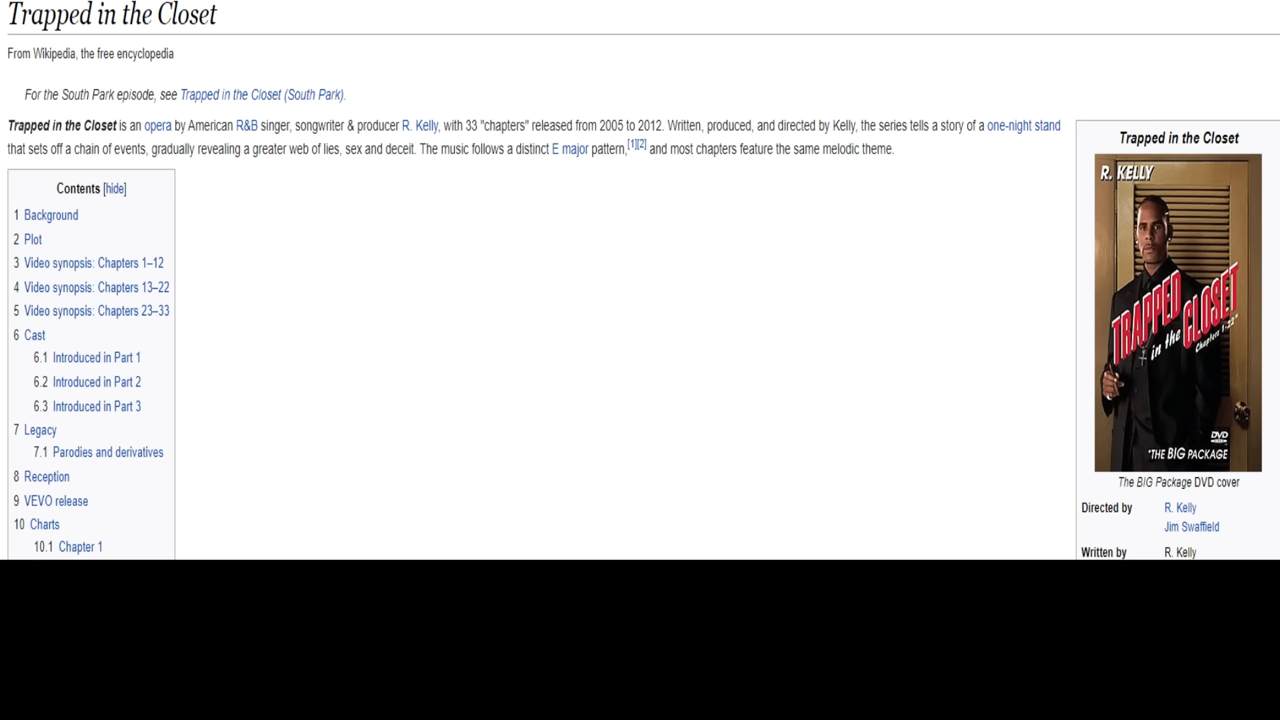 Trapped in the Closet
From Wikipedia, the free encyclopedia
For the South Park episode, see Trapped in the Closet (South Park).
Trapped in the Closet is an opera by American R&B singer, songwriter & producer R. Kelly, with 33 "chapters" released from 2005 to 2012. Written, produced, and directed by Kelly, the series tells a story of a one-night stand
that sets off a chain of events, gradually revealing a greater web of lies, sex and deceit. The music follows a distinct E major pattern,[1][2] and most chapters feature the same melodic theme.
Contents [hide]
1 Background
2 Plot
3 Video synopsis: Chapters 1–12
4 Video synopsis: Chapters 13–22
5 Video synopsis: Chapters 23–33
6 Cast
6.1 Introduced in Part 1
6.2 Introduced in Part 2
6.3 Introduced in Part 3
7 Legacy
7.1 Parodies and derivatives
8 Reception
9 VEVO release
10 Charts
10.1 Chapter 1
Trapped in the Closet
R. KELLY
TRAPPED
in the
CLOSET
Chapters 1-22*
DVD
*THE BIG PACKAGE
The BIG Package DVD cover
Directed by R. Kelly
Jim Swaffield
Written by R. Kelly